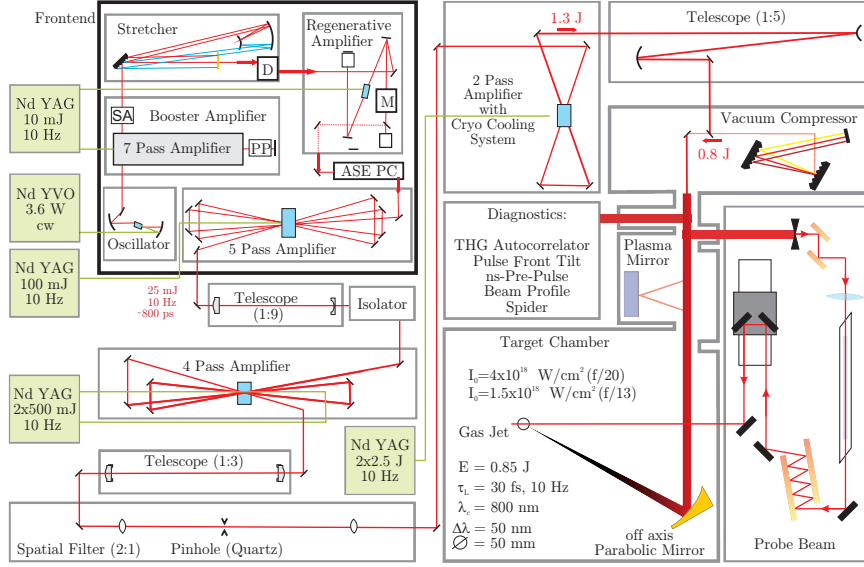 Frontend
Stretcher
D
Regenerative
Amplifier
M
Nd YAG
10 mJ
10 Hz
SA
Booster Amplifier
7 Pass Amplifier
PP
ASE PC
Nd YVO
3.6 W
cw
Oscillator
5 Pass Amplifier
Nd YAG
100 mJ
10 Hz
25 mJ
10 Hz
~800 ps
Telescope
(1:9)
Isolator
4 Pass Amplifier
Nd YAG
2x500 mJ
10 Hz
Nd YAG
2x2.5 J
10 Hz
Telescope (1:3)
Spatial Filter (2:1)
Pinhole (Quartz)
1.3 J
2 Pass
Amplifier
with
Cryo Cooling
System
Telescope (1:5)
Vacuum Compressor
0.8 J
Diagnostics:
THG Autocorrelator
Pulse Front Tilt
ns-Pre-Pulse
Beam Profile
Spider
Plasma
Mirror
Target Chamber
I₀=4x10¹⁸ W/cm² (f/20)
I₀=1.5x10¹⁸ W/cm² (f/13)
Gas Jet
E = 0.85 J
τL = 30 fs, 10 Hz
λc = 800 nm
Δλ = 50 nm
∅ = 50 mm
off axis
Parabolic Mirror
Probe Beam